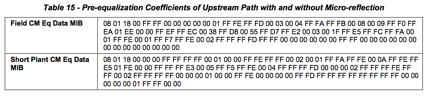 Table 15 - Pre-equalization Coefficients of Upstream Path with and without Micro-reflection
Field CM Eq Data
MIB
08 01 18 00 FF FF 00 00 00 00 00 01 FF FE FF FD 00 03 00 04 FF FA FF FB 00 08 00 09 FF F0 FF
EA 01 EE 00 00 FF EF FF EC 00 38 FF D8 00 55 FF D7 FF E2 00 03 00 1F FF E5 FF FC FF FA 00
01 FF FE 00 01 FF F7 FF FE 00 02 FF FF FF FD FF FF 00 00 00 00 FF FF 00 00 00 00 00 00
00 00 00 00 00 00 00 00
Short Plant CM Eq Data
MIB
08 01 18 00 00 00 FF FF FF FF 00 01 00 00 FF FE FF FF 00 02 00 01 FF FA FF FE 00 0A FF FE FF
E5 01 FE 00 00 FF FF FF E3 00 05 FF F5 FF FE 00 04 FF FF FF FD 00 00 00 02 FF FF FF FE FF
FF 00 02 FF FF FF FF 00 00 00 01 00 00 FF FE 00 00 00 00 FF FD FF FF FF FF FF FF FF FF 00 00
00 00 00 00 01 FF FF 00 00